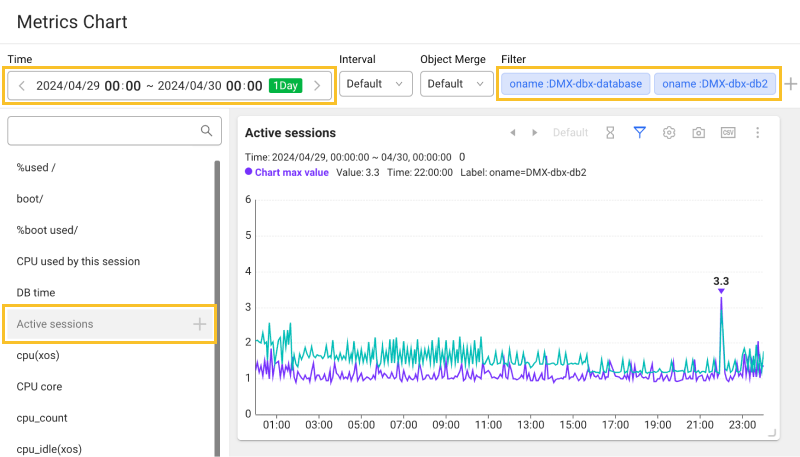 Metrics Chart
Time
Interval
Object Merge
Filter
2024/04/29 00:00 ~ 2024/04/30 00:00 1Day
Default
Default
oname :DMX-dbx-database
oname :DMX-dbx-db2
%used /
boot/
%boot used/
CPU used by this session
DB time
Active sessions
cpu(xos)
CPU core
cpu_count
cpu_idle(xos)
Active sessions
Default
CSV
Time: 2024/04/29, 00:00:00 ~ 04/30, 00:00:00 0
Chart max value Value: 3.3 Time: 22:00:00 Label: oname=DMX-dbx-db2
6
5
4
3
2
1
0
3.3
01:00 03:00 05:00 07:00 09:00 11:00 13:00 15:00 17:00 19:00 21:00 23:00